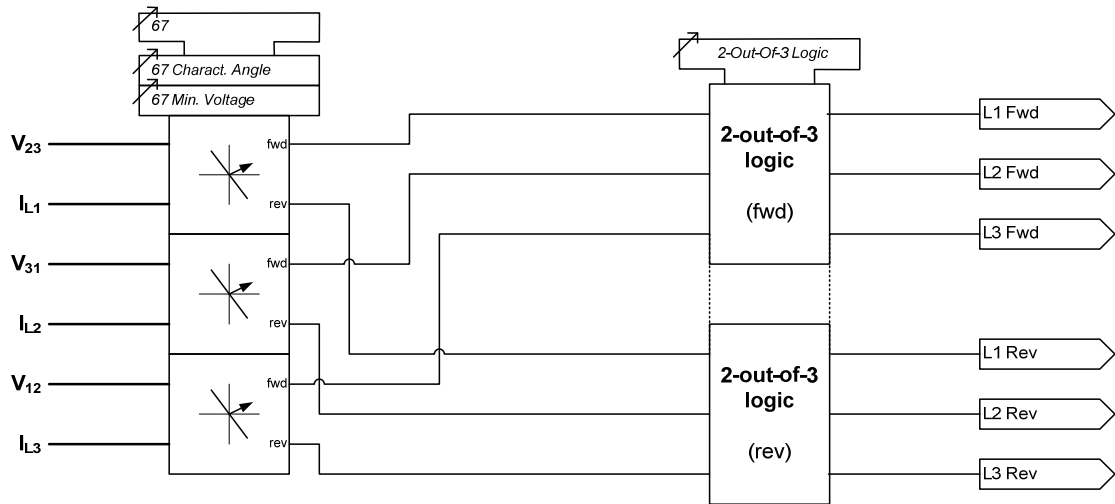 67
67 Charact. Angle
67 Min. Voltage
2-Out-Of-3 Logic
V23
IL1
V31
IL2
V12
IL3
fwd
rev
fwd
rev
fwd
rev
2-out-of-3
logic
(fwd)
2-out-of-3
logic
(rev)
L1 Fwd
L2 Fwd
L3 Fwd
L1 Rev
L2 Rev
L3 Rev